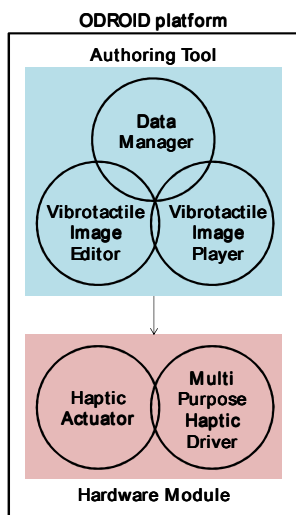 ODROID platform
Authoring Tool
Data
Manager
Vibrotactile
Image
Editor
Vibrotactile
Image
Player
Haptic
Actuator
Multi
Purpose
Haptic
Driver
Hardware Module